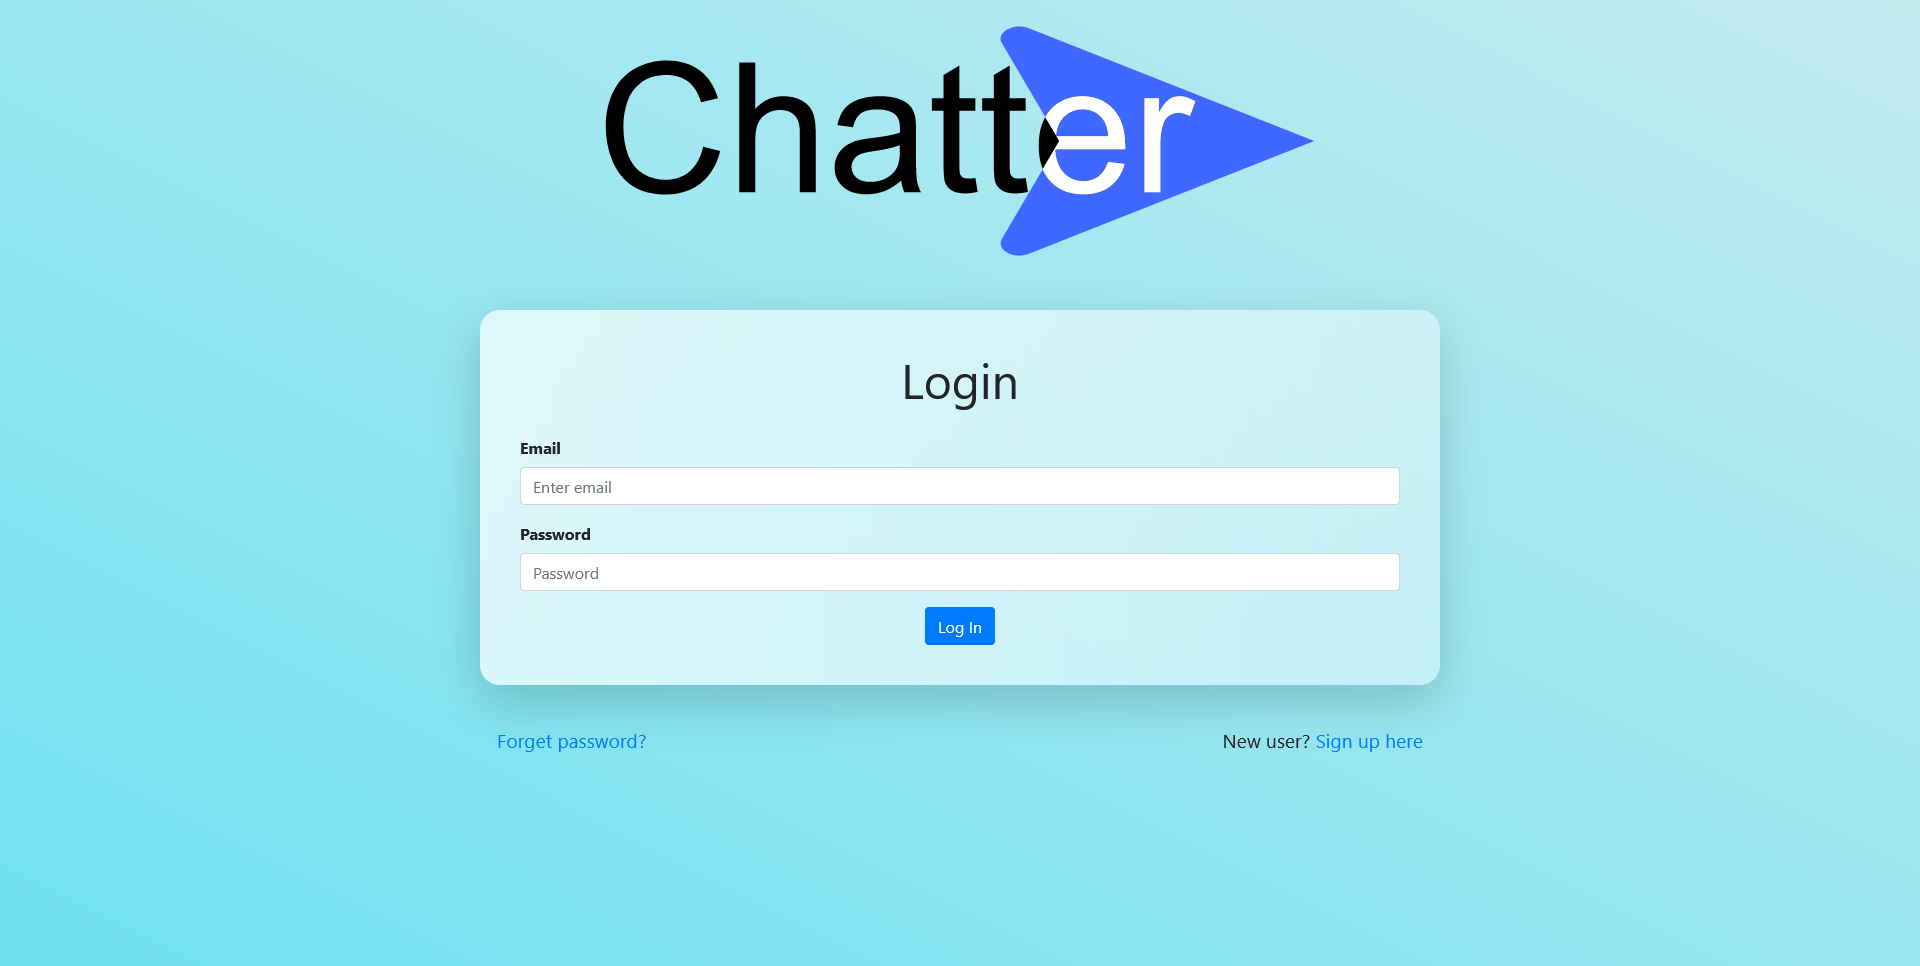 Chatter
Login
Email
Enter email
Password
Password
Log In
Forget password?
New user? Sign up here